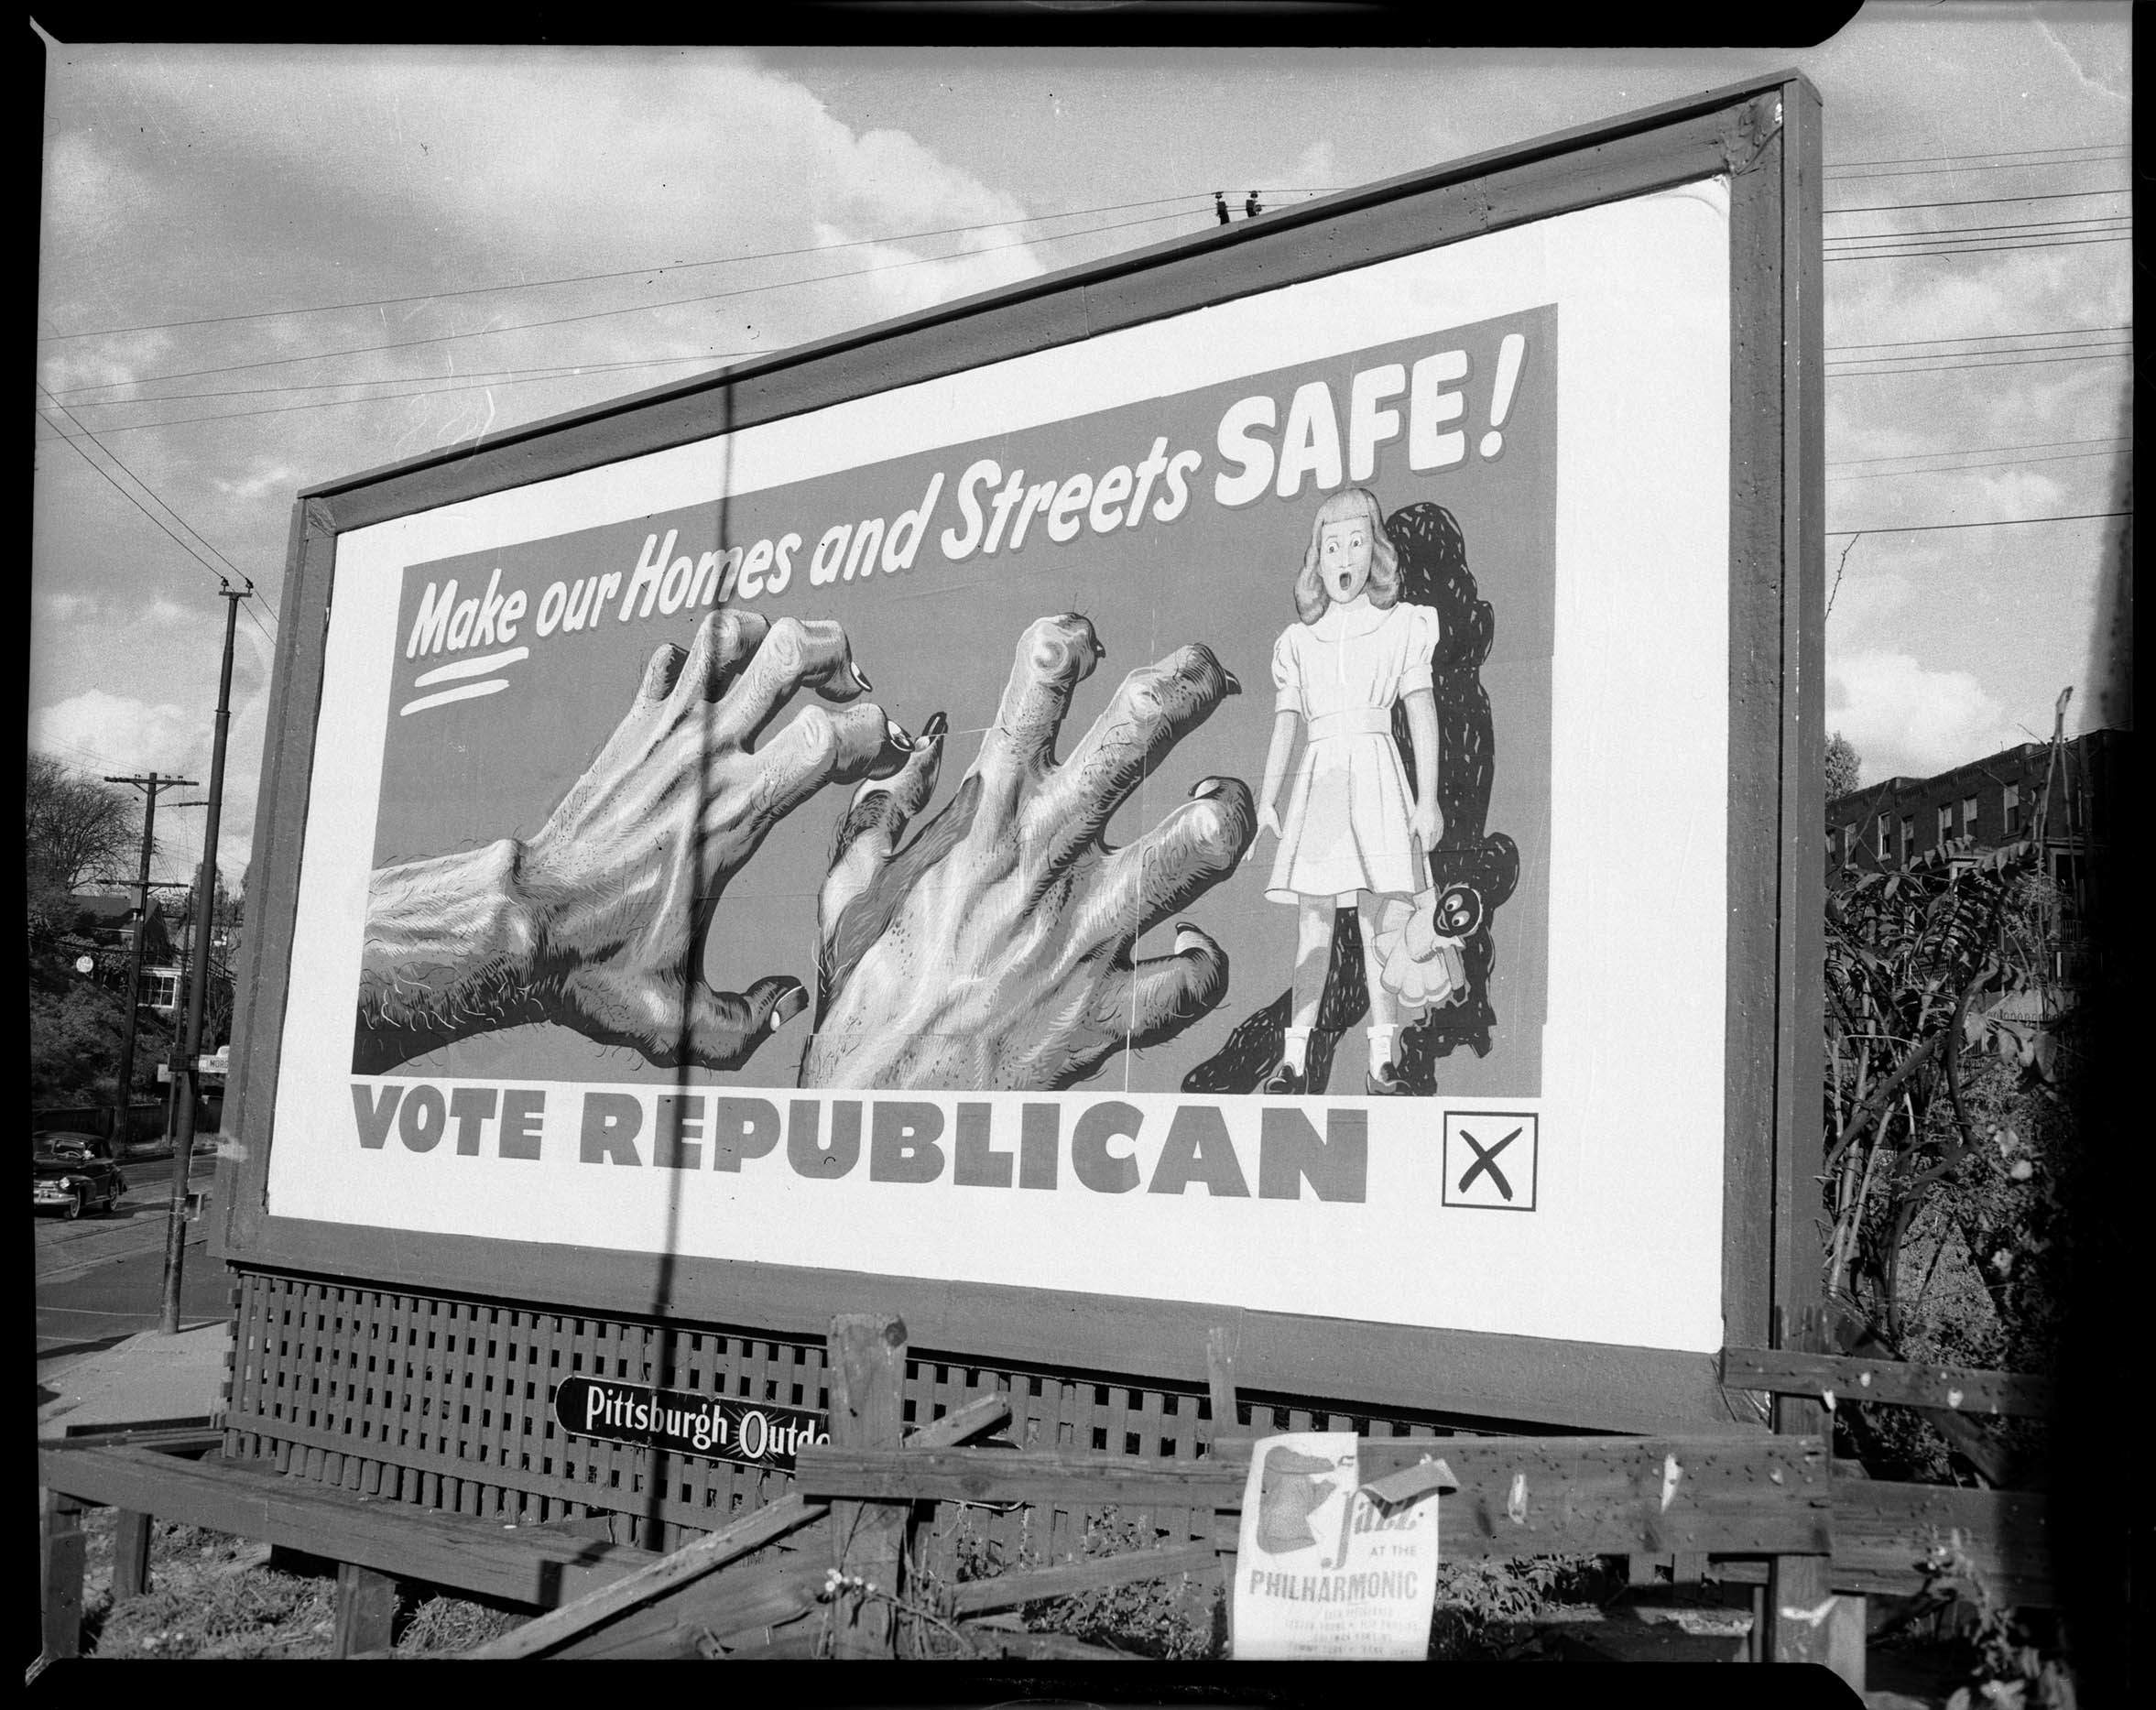 Make our Homes and Streets SAFE!
VOTE REPUBLICAN X
Pittsburgh Outdo
Jazz
AT THE
PHILHARMONIC